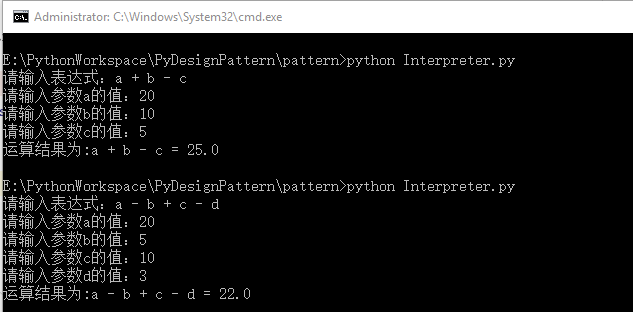 Administrator: C:\Windows\System32\cmd.exe
E:\PythonWorkspace\PyDesignPattern\pattern>python Interpreter.py
请输入表达式：a + b - c
请输入参数a的值：20
请输入参数b的值：10
请输入参数c的值：5
运算结果为:a + b - c = 25.0
E:\PythonWorkspace\PyDesignPattern\pattern>python Interpreter.py
请输入表达式：a - b + c - d
请输入参数a的值：20
请输入参数b的值：5
请输入参数c的值：10
请输入参数d的值：3
运算结果为:a - b + c - d = 22.0